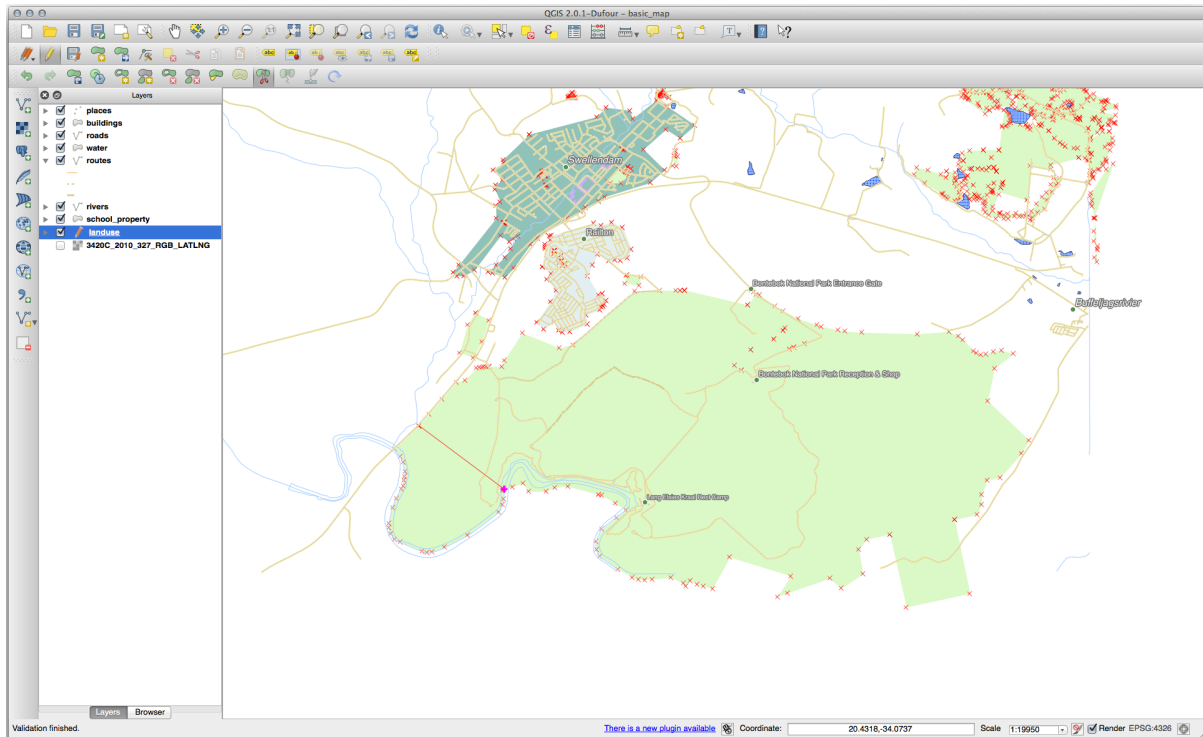 QGIS 2.0.1-Dufour - basic_map
Layers
places
buildings
roads
water
routes
rivers
school_property
landuse
3420C_2010_327_RGB_LATLNG
Swellendam
Railton
Bontebok National Park Entrance Gate
Buffeljagsrivier
Bontebok National Park Reception & Shop
Lang Elsies Kraal Rest Camp
Layers
Browser
Validation finished.
There is a new plugin available
Coordinate:
20.4318,-34.0737
Scale
1:19950
Render
EPSG:4326